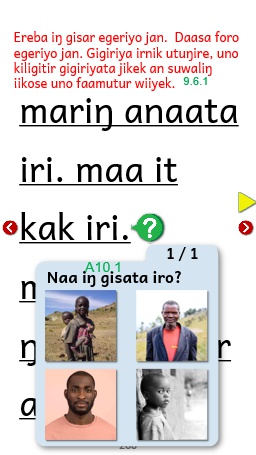 Ereba iŋ gisar egeriyo jan.  Daasa foro
egeriyo jan. Gigiriya irnik utuŋire, uno
kiligitir gigiriyata jikek an suwaliŋ
iikose uno faamutur wiiyek. 9.6.1
mariŋ anaata
iri. maa it
kak iri. ?
1 / 1
A10.1
Naa iŋ gisata iro?